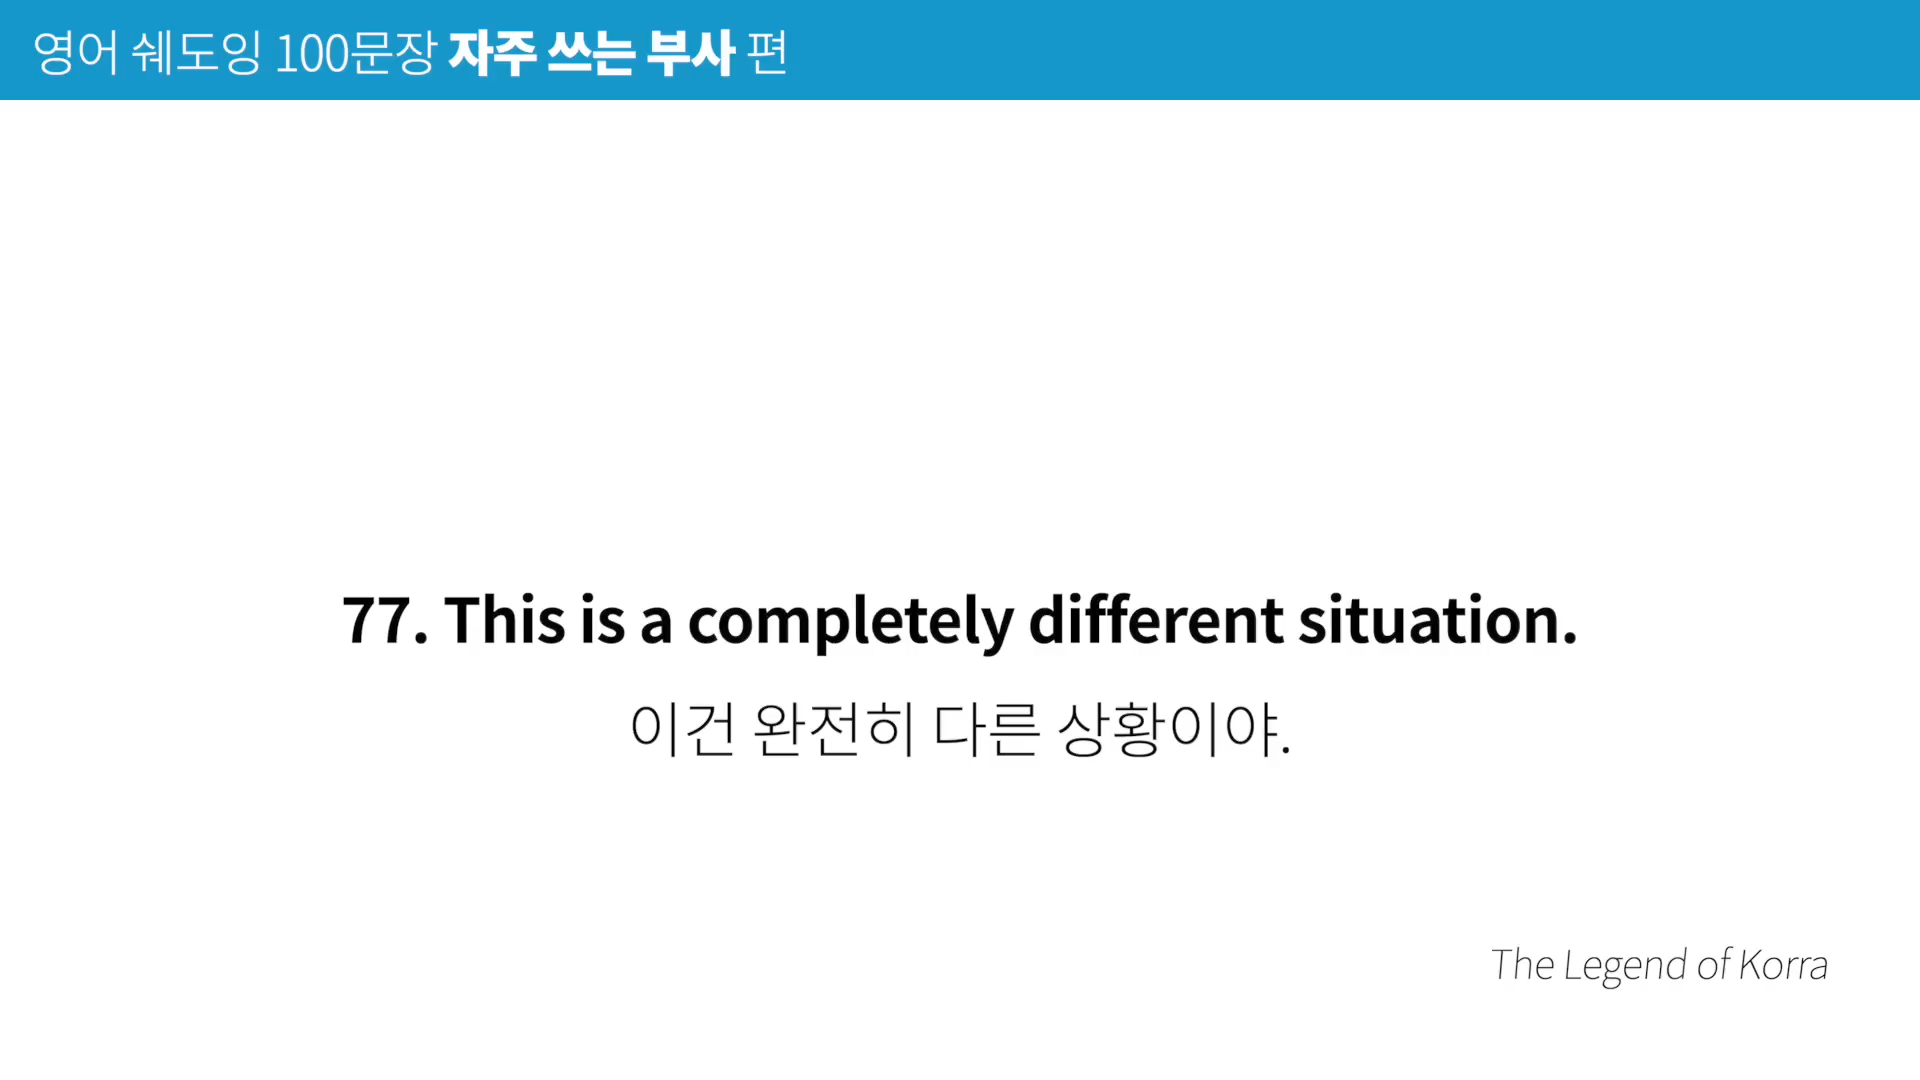 영어 쉐도잉 100문장 자주 쓰는 부사 편
77. This is a completely different situation.
이건 완전히 다른 상황이야.
The Legend of Korra